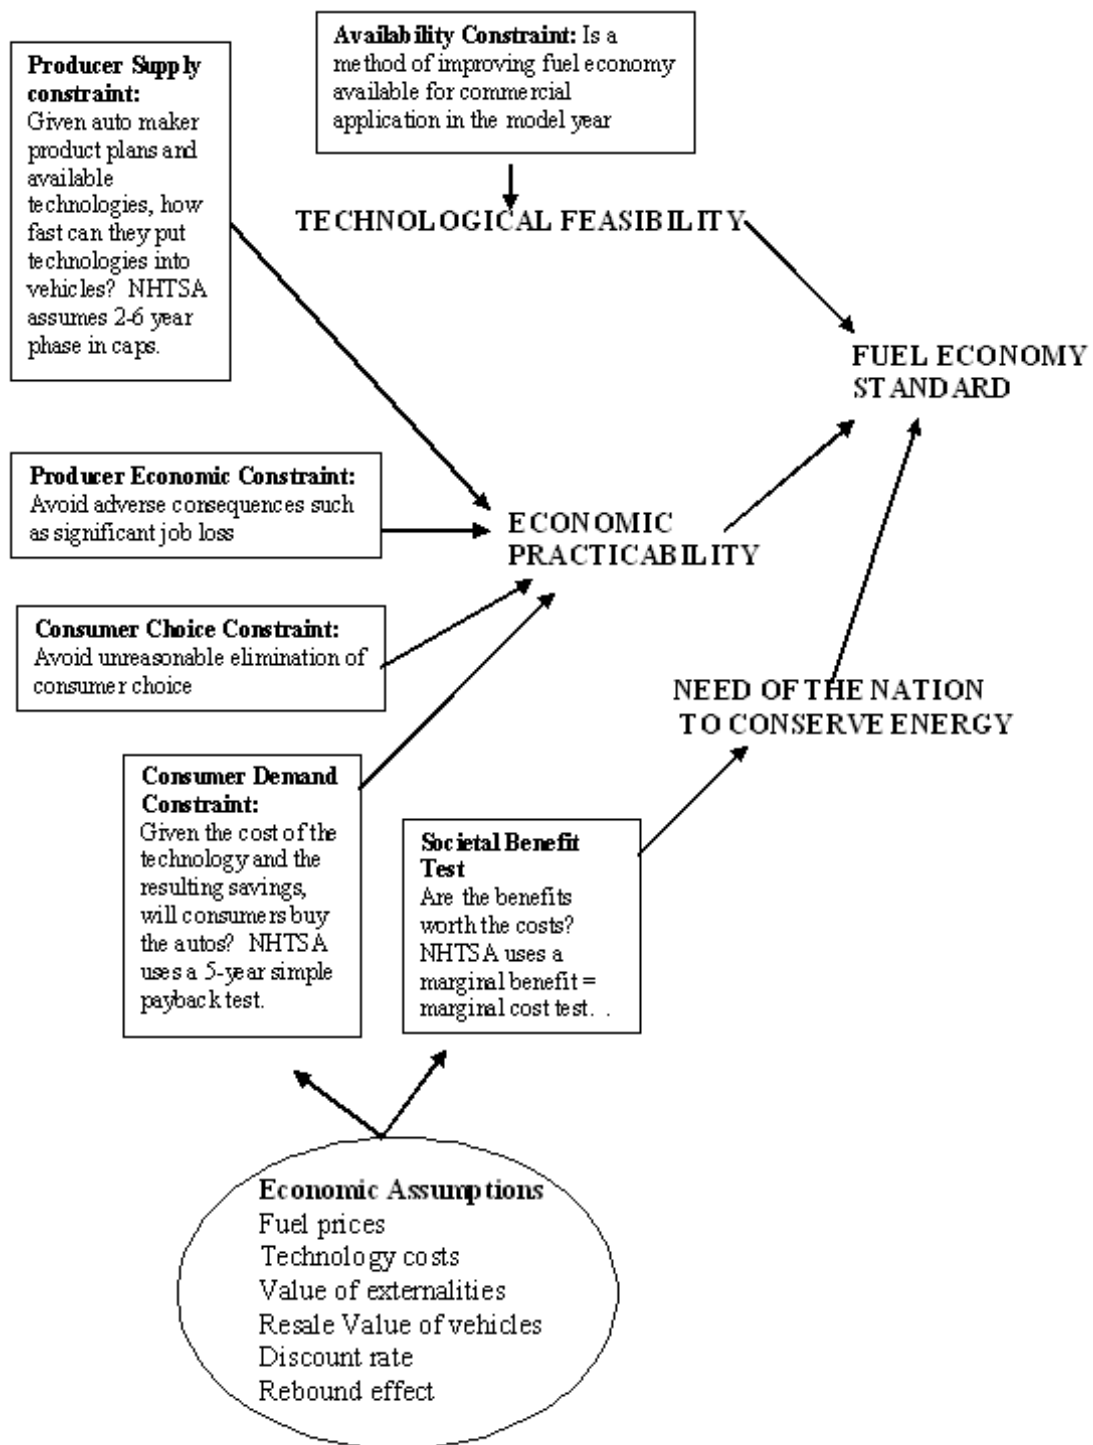 Availability Constraint: Is a
method of improving fuel economy
available for commercial
application in the model year
Producer Supply
constraint:
Given auto maker
product plans and
available
technologies, how
fast can they put
technologies into
vehicles? NHTSA
assumes 2-6 year
phase in caps.
TECHNOLOGICAL FEASIBILITY
FUEL ECONOMY
STANDARD
Producer Economic Constraint:
Avoid adverse consequences such
as significant job loss
ECONOMIC
PRACTICABILITY
Consumer Choice Constraint:
Avoid unreasonable elimination of
consumer choice
NEED OF THE NATION
TO CONSERVE ENERGY
Consumer Demand
Constraint:
Given the cost of the
technology and the
resulting savings,
will consumers buy
the autos? NHTSA
uses a 5-year simple
payback test.
Societal Benefit
Test
Are the benefits
worth the costs?
NHTSA uses a
marginal benefit =
marginal cost test. .
Economic Assumptions
Fuel prices
Technology costs
Value of externalities
Resale Value of vehicles
Discount rate
Rebound effect